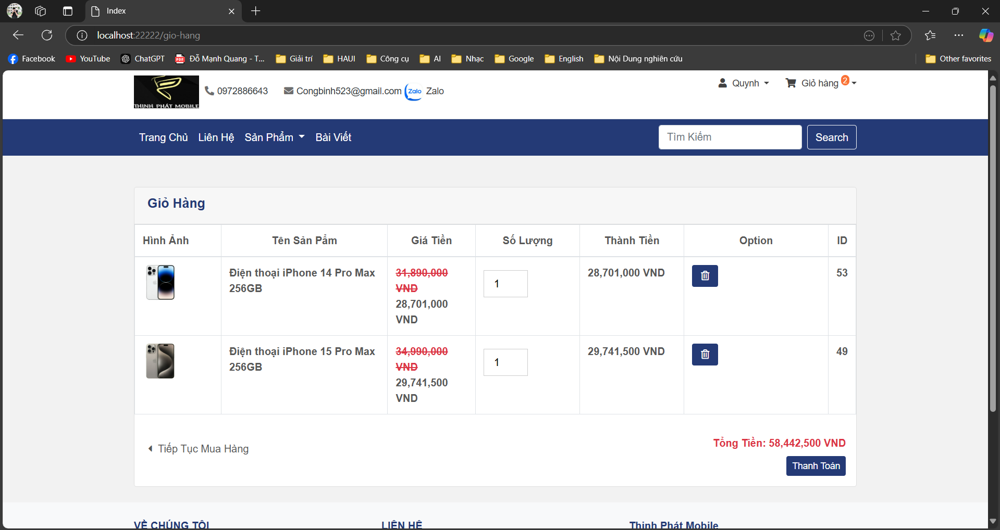 Index
localhost:22222/gio-hang
Facebook YouTube ChatGPT Đỗ Mạnh Quang - T... Giải trí HAUI Công cụ AI Nhạc Google English Nội Dung nghiên cứu Other favorites
THỊNH PHÁT MOBILE
0972886643 Congbinh523@gmail.com Zalo Zalo
Quynh Giỏ hàng 2
Trang Chủ Liên Hệ Sản Phẩm Bài Viết Tìm Kiếm Search
Giỏ Hàng
Hình Ảnh Tên Sản Pẩm Giá Tiền Số Lượng Thành Tiền Option ID
Điện thoại iPhone 14 Pro Max 31,890,000 1 28,701,000 VND 53
256GB VND
28,701,000
VND
Điện thoại iPhone 15 Pro Max 34,990,000 1 29,741,500 VND 49
256GB VND
29,741,500
VND
Tiếp Tục Mua Hàng
Tổng Tiền: 58,442,500 VND
Thanh Toán
VỀ CHÚNG TÔI LIÊN HỆ Thịnh Phát Mobile